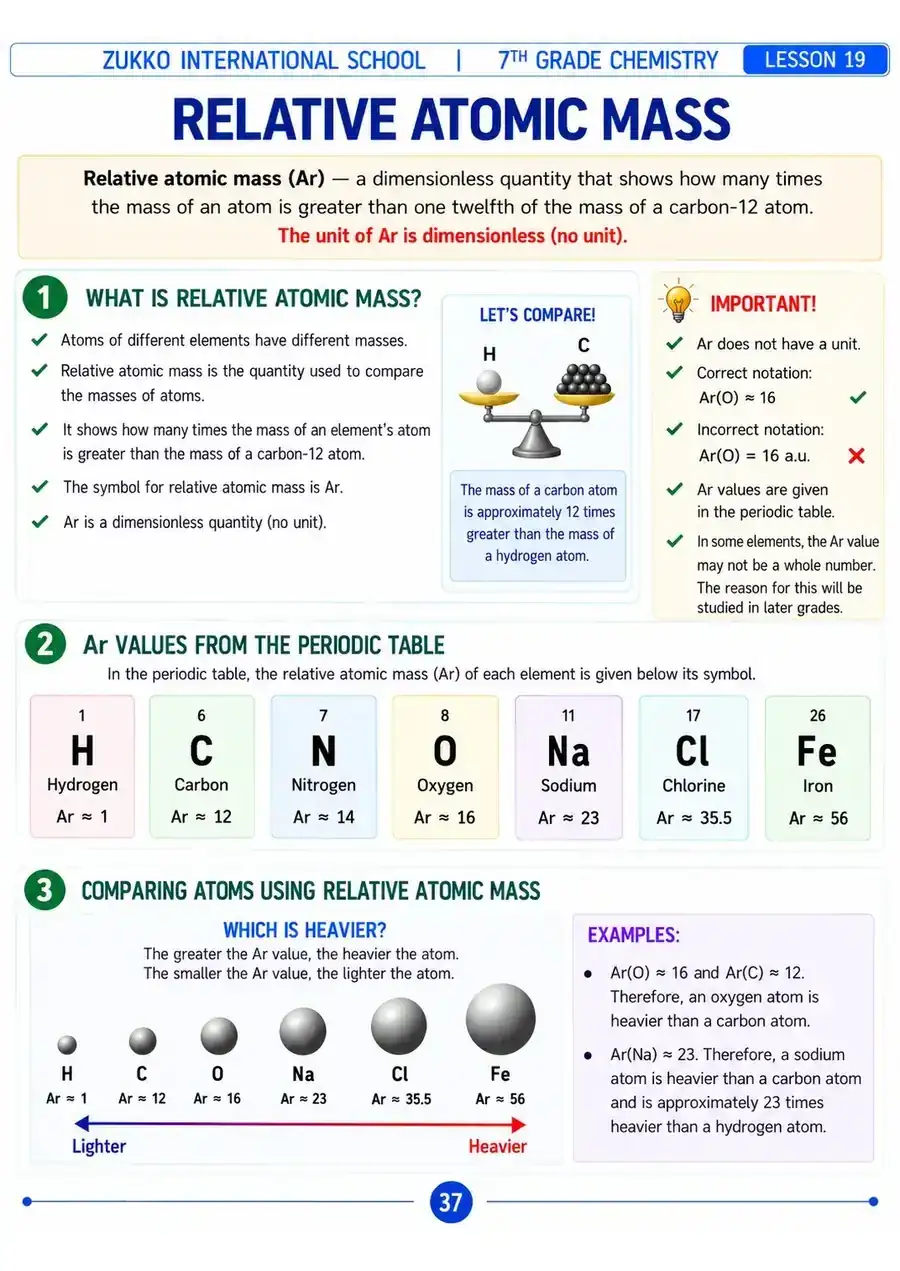 ZUKKO INTERNATIONAL SCHOOL | 7TH GRADE CHEMISTRY LESSON 19
RELATIVE ATOMIC MASS
Relative atomic mass (Ar) — a dimensionless quantity that shows how many times
the mass of an atom is greater than one twelfth of the mass of a carbon-12 atom.
The unit of Ar is dimensionless (no unit).
1 WHAT IS RELATIVE ATOMIC MASS?
Atoms of different elements have different masses.
Relative atomic mass is the quantity used to compare
the masses of atoms.
It shows how many times the mass of an element's atom
is greater than the mass of a carbon-12 atom.
The symbol for relative atomic mass is Ar.
Ar is a dimensionless quantity (no unit).
LET'S COMPARE!
H C
The mass of a carbon atom
is approximately 12 times
greater than the mass of
a hydrogen atom.
IMPORTANT!
Ar does not have a unit.
Correct notation:
Ar(O) ≈ 16
Incorrect notation:
Ar(O) = 16 a.u.
Ar values are given
in the periodic table.
In some elements, the Ar value
may not be a whole number.
The reason for this will be
studied in later grades.
2 Ar VALUES FROM THE PERIODIC TABLE
In the periodic table, the relative atomic mass (Ar) of each element is given below its symbol.
1
H
Hydrogen
Ar ≈ 1
6
C
Carbon
Ar ≈ 12
7
N
Nitrogen
Ar ≈ 14
8
O
Oxygen
Ar ≈ 16
11
Na
Sodium
Ar ≈ 23
17
Cl
Chlorine
Ar ≈ 35.5
26
Fe
Iron
Ar ≈ 56
3 COMPARING ATOMS USING RELATIVE ATOMIC MASS
WHICH IS HEAVIER?
The greater the Ar value, the heavier the atom.
The smaller the Ar value, the lighter the atom.
H C O Na Cl Fe
Ar ≈ 1 Ar ≈ 12 Ar ≈ 16 Ar ≈ 23 Ar ≈ 35.5 Ar ≈ 56
Lighter Heavier
EXAMPLES:
• Ar(O) ≈ 16 and Ar(C) ≈ 12.
Therefore, an oxygen atom is
heavier than a carbon atom.
• Ar(Na) ≈ 23. Therefore, a sodium
atom is heavier than a carbon atom
and is approximately 23 times
heavier than a hydrogen atom.
37